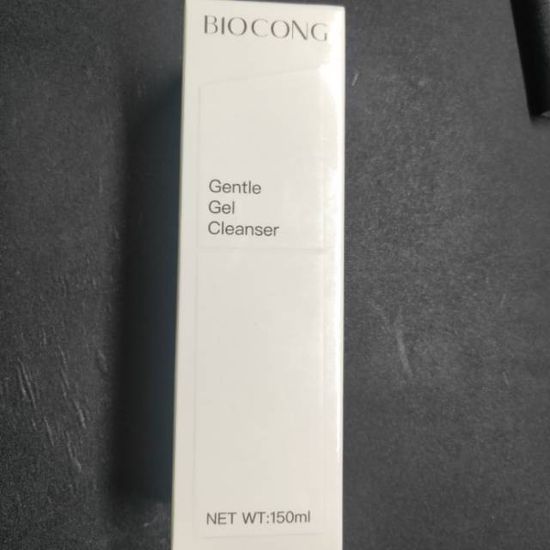 BIOCONG
Gentle
Gel
Cleanser
NET WT:150ml